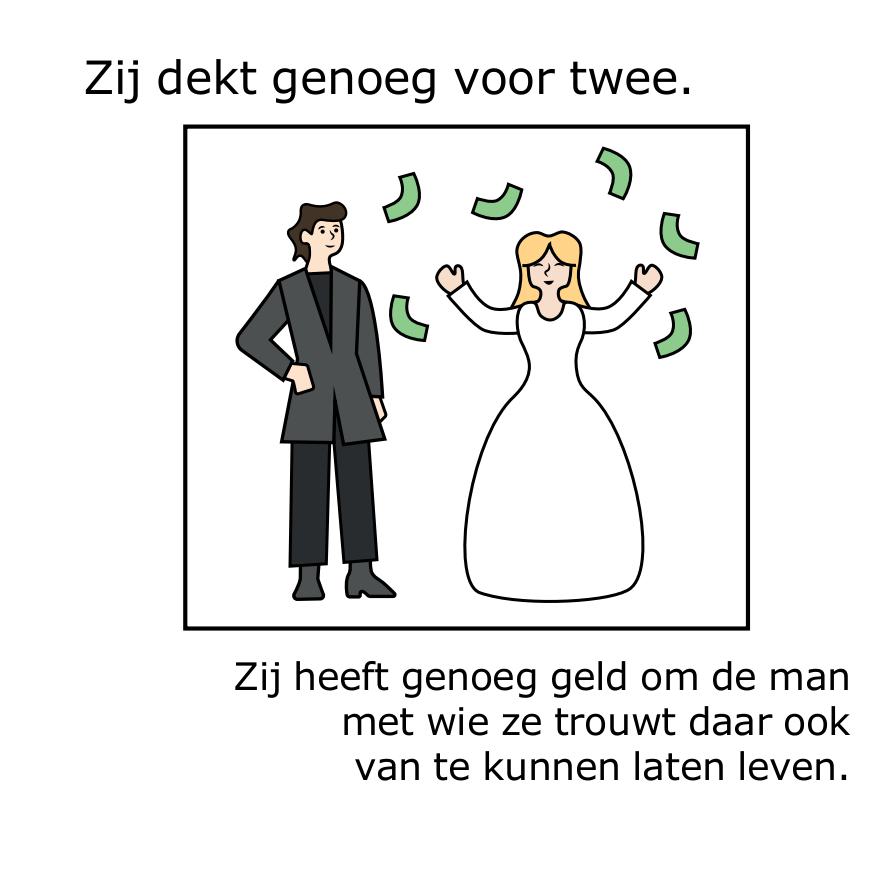 Zij dekt genoeg voor twee.
Zij heeft genoeg geld om de man
met wie ze trouwt daar ook
van te kunnen laten leven.